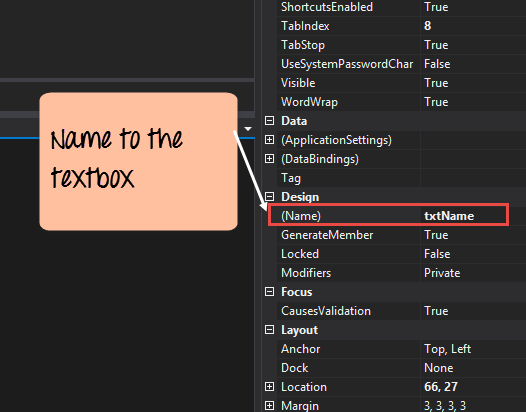 ShortcutsEnabled True
TabIndex 8
TabStop True
UseSystemPasswordChar False
Visible True
WordWrap True
Data
(ApplicationSettings)
(DataBindings)
Tag
Design
(Name) txtName
GenerateMember True
Locked False
Modifiers Private
Focus
CausesValidation True
Layout
Anchor Top, Left
Dock None
Location 66, 27
Margin 3, 3, 3, 3
Name to the
textbox